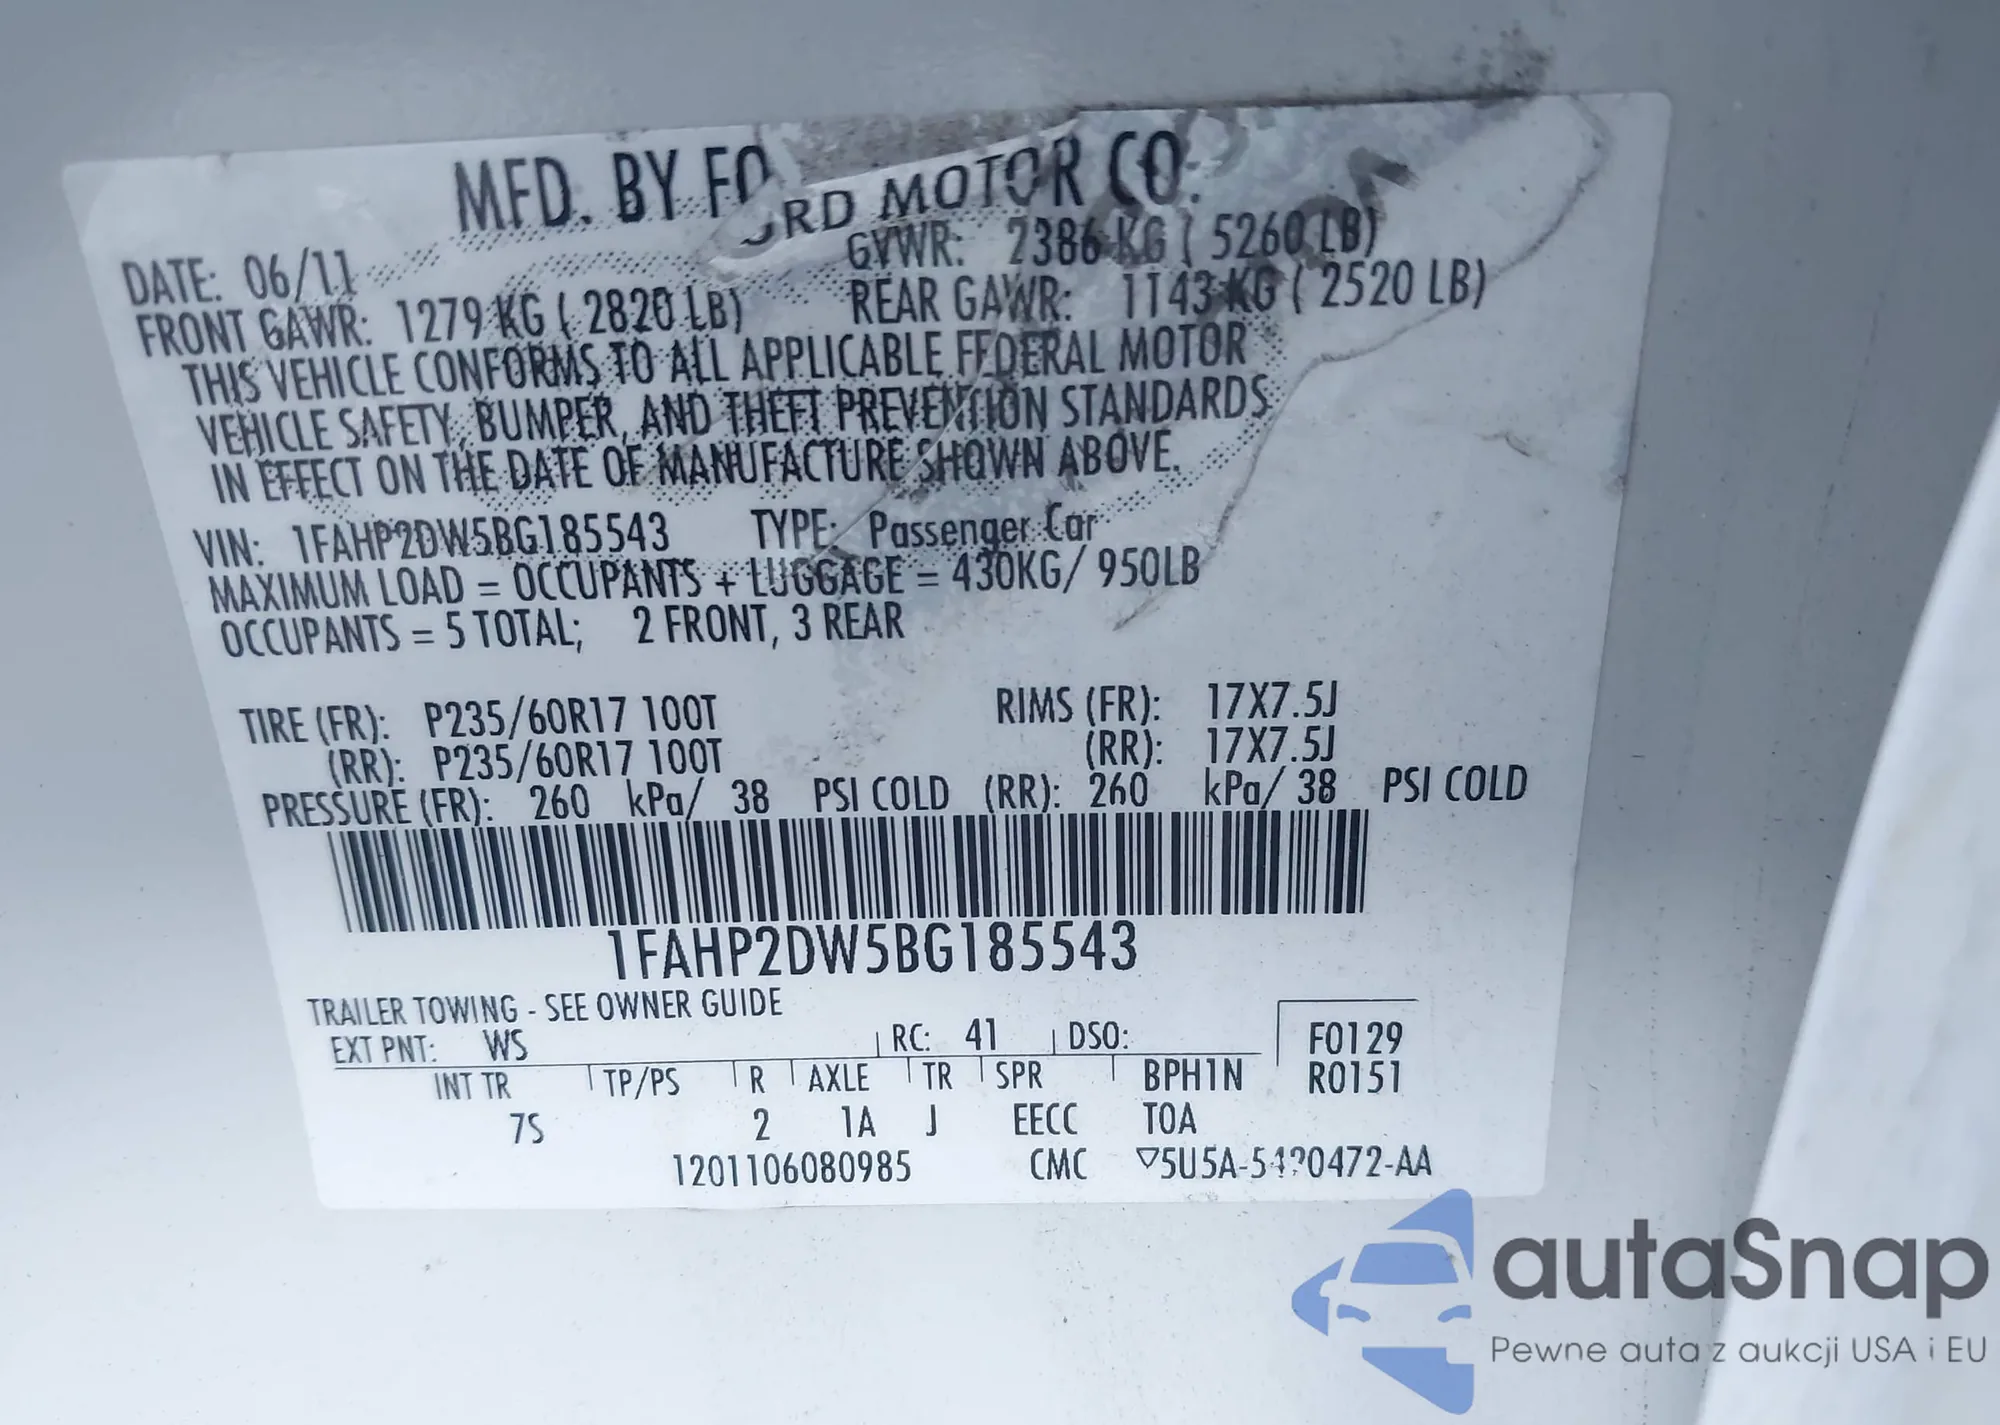 MFD. BY FORD MOTOR CO.
DATE: 06/11 GVWR: 2386 KG ( 5260 LB)
FRONT GAWR: 1279 KG ( 2820 LB) REAR GAWR: 1143 KG ( 2520 LB)
THIS VEHICLE CONFORMS TO ALL APPLICABLE FEDERAL MOTOR
VEHICLE SAFETY, BUMPER, AND THEFT PREVENTION STANDARDS
IN EFFECT ON THE DATE OF MANUFACTURE SHOWN ABOVE.
VIN: 1FAHP2DW5BG185543 TYPE: Passenger Car
MAXIMUM LOAD = OCCUPANTS + LUGGAGE = 430KG/ 950LB
OCCUPANTS = 5 TOTAL; 2 FRONT, 3 REAR
TIRE (FR): P235/60R17 100T RIMS (FR): 17X7.5J
(RR): P235/60R17 100T (RR): 17X7.5J
PRESSURE (FR): 260 kPa/ 38 PSI COLD (RR): 260 kPa/ 38 PSI COLD
1FAHP2DW5BG185543
TRAILER TOWING - SEE OWNER GUIDE
EXT PNT: WS RC: 41 DSO: F0129
INT TR TP/PS R AXLE TR SPR BPH1N R0151
7S 2 1A J EECC TOA
1201106080985 CMC
autaSnap
Pewne auta z aukcji USA i EU